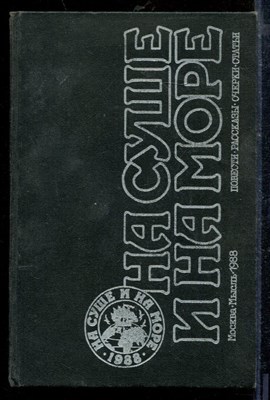 НА СУШЕ
И НА МОРЕ
Москва·Мысль/1988
ПОВЕСТИ·РАССКАЗЫ·ОЧЕРКИ·СТАТЬИ
НА СУШЕ И НА МОРЕ
·1988·